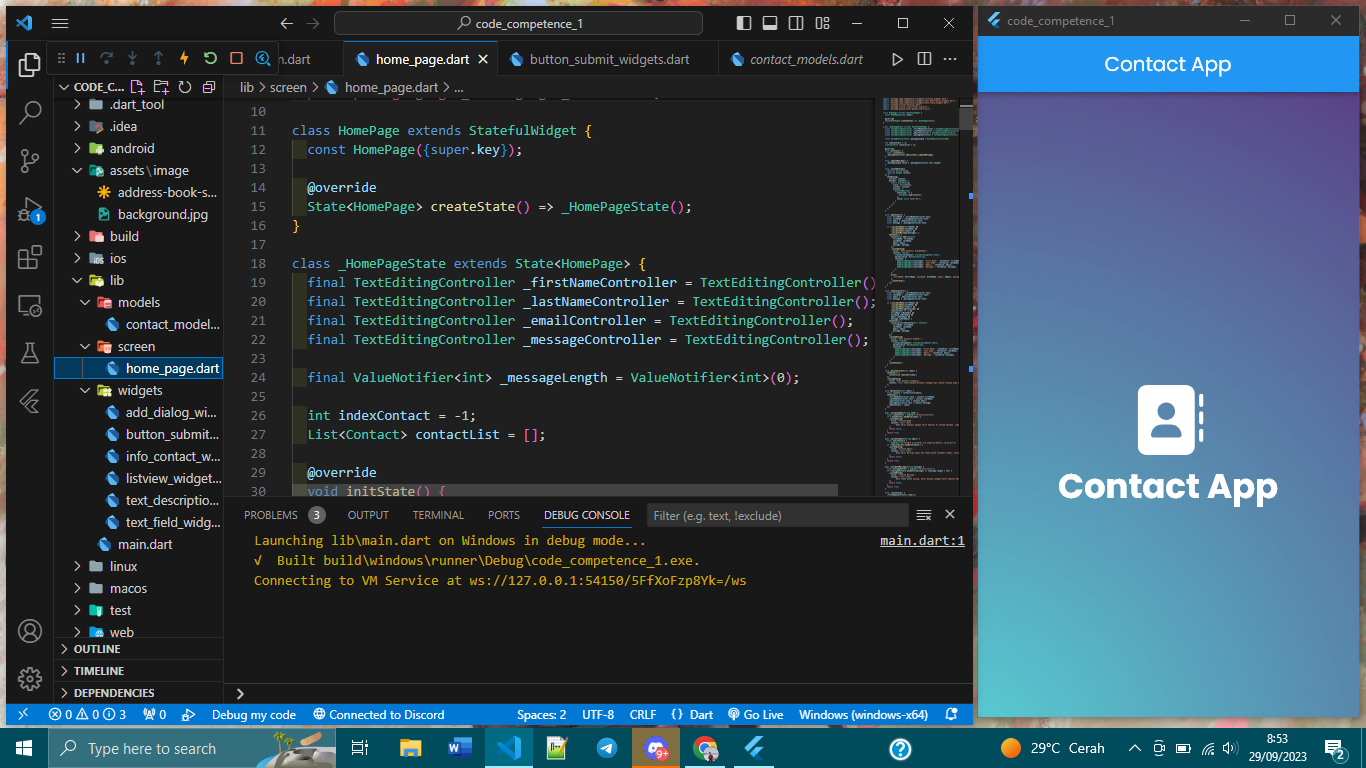 code_competence_1
n.dart
home_page.dart
button_submit_widgets.dart
contact_models.dart
CODE_C...
.dart_tool
.idea
android
assets\image
address-book-s...
background.jpg
build
ios
lib
models
contact_model...
screen
home_page.dart
widgets
add_dialog_wi...
button_submit...
info_contact_w...
listview_widget...
text_descriptio...
text_field_widg...
main.dart
linux
macos
test
web
OUTLINE
TIMELINE
DEPENDENCIES
1
lib > screen > home_page.dart > ...
10
11 class HomePage extends StatefulWidget {
12 const HomePage({super.key});
13
14 @override
15 State<HomePage> createState() => _HomePageState();
16 }
17
18 class _HomePageState extends State<HomePage> {
19 final TextEditingController _firstNameController = TextEditingController()
20 final TextEditingController _lastNameController = TextEditingController();
21 final TextEditingController _emailController = TextEditingController();
22 final TextEditingController _messageController = TextEditingController();
23
24 final ValueNotifier<int> _messageLength = ValueNotifier<int>(0);
25
26 int indexContact = -1;
27 List<Contact> contactList = [];
28
29 @override
30 void initState() {
PROBLEMS 3 OUTPUT TERMINAL PORTS DEBUG CONSOLE Filter (e.g. text, !exclude)
Launching lib\main.dart on Windows in debug mode... main.dart:1
√ Built build\windows\runner\Debug\code_competence_1.exe.
Connecting to VM Service at ws://127.0.0.1:54150/5FfXoFzp8Yk=/ws
0 0 3 0 Debug my code Connected to Discord Spaces: 2 UTF-8 CRLF {} Dart Go Live Windows (windows-x64)
code_competence_1
Contact App
Contact App
Type here to search
9+
29°C Cerah
8:53
29/09/2023
2